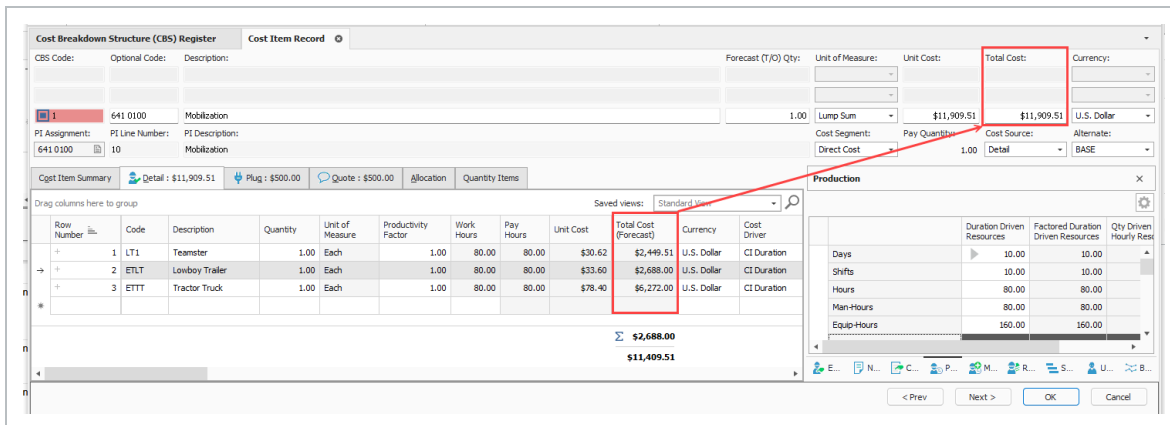 Cost Breakdown Structure (CBS) Register Cost Item Record
CBS Code: Optional Code: Description: Forecast (T/O) Qty: Unit of Measure: Unit Cost: Total Cost: Currency:
1 641 0100 Mobilization 1.00 Lump Sum $11,909.51 $11,909.51 U.S. Dollar
PI Assignment: PI Line Number: PI Description: Cost Segment: Pay Quantity: Cost Source: Alternate:
641 0100 10 Mobilization Direct Cost 1.00 Detail BASE
Cost Item Summary Detail : $11,909.51 Plug : $500.00 Quote : $500.00 Allocation Quantity Items Production
Drag columns here to group Saved views: Standard View
Row Number Code Description Quantity Unit of Measure Productivity Factor Work Hours Pay Hours Unit Cost Total Cost (Forecast) Currency Cost Driver
1 LT1 Teamster 1.00 Each 1.00 80.00 80.00 $30.62 $2,449.51 U.S. Dollar CI Duration
2 ETLT Lowboy Trailer 1.00 Each 1.00 80.00 80.00 $33.60 $2,688.00 U.S. Dollar CI Duration
3 ETTT Tractor Truck 1.00 Each 1.00 80.00 80.00 $78.40 $6,272.00 U.S. Dollar CI Duration
Σ $2,688.00
$11,409.51
Duration Driven Resources Factored Duration Driven Resources Qty Driven Hourly Reso
Days 10.00 10.00
Shifts 10.00 10.00
Hours 80.00 80.00
Man-Hours 80.00 80.00
Equip-Hours 160.00 160.00
E... N... C... P... M... R... S... U... B...
< Prev Next > OK Cancel